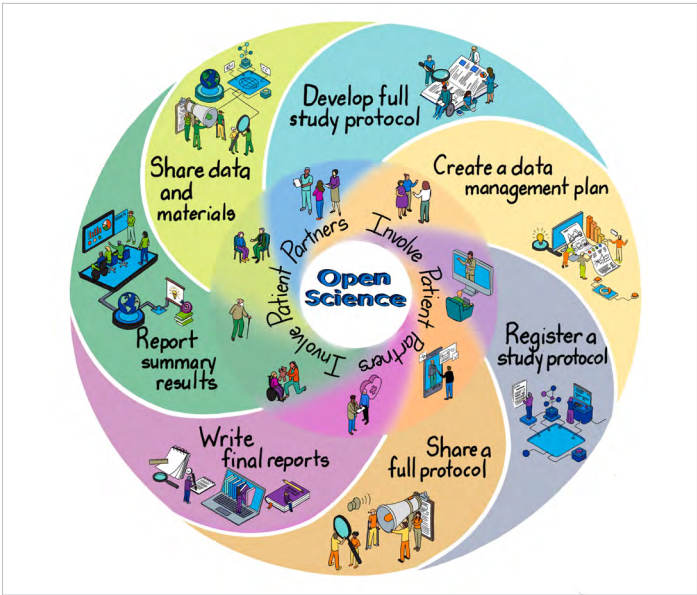 Develop full
study protocol
Create a data
management plan
Register a
study protocol
Share a
full protocol
Write
final reports
Report
summary
results
Share data
and
materials
Involve Patient Partners
Involve Patient Partners
Open
Science